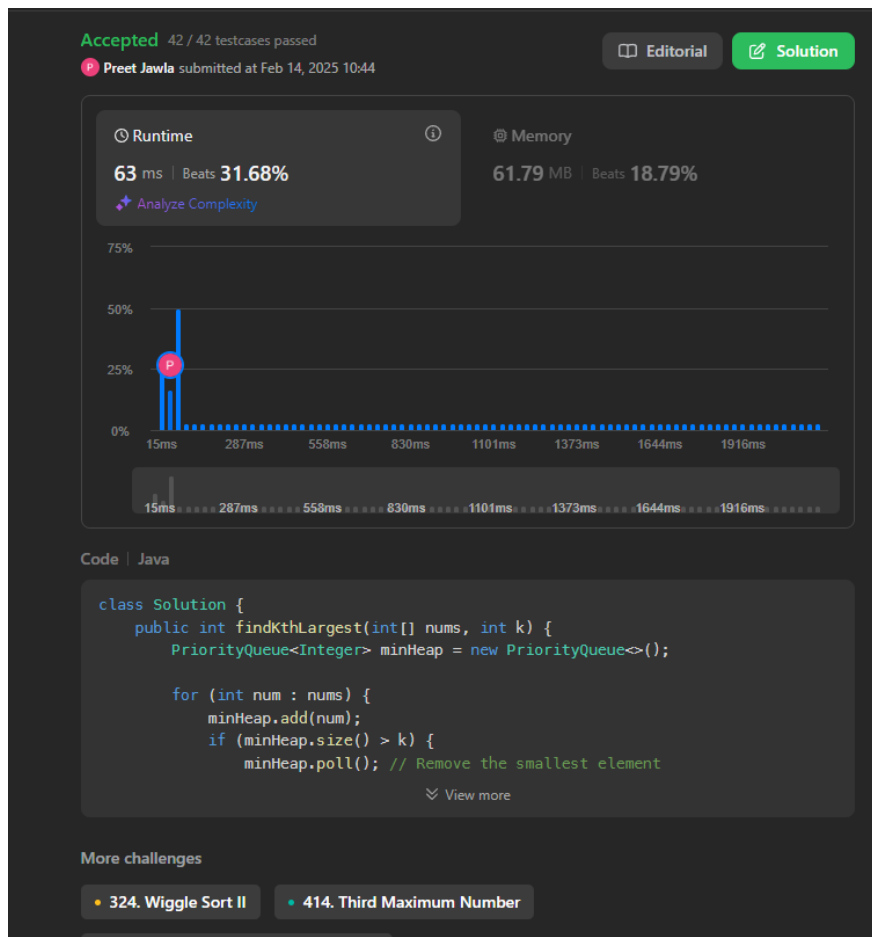 Accepted 42 / 42 testcases passed
Editorial
Solution
P Preet Jawla submitted at Feb 14, 2025 10:44
Runtime
63 ms | Beats 31.68%
Analyze Complexity
Memory
61.79 MB | Beats 18.79%
75%
50%
25%
0%
P
15ms 287ms 558ms 830ms 1101ms 1373ms 1644ms 1916ms
15ms 287ms 558ms 830ms 1101ms 1373ms 1644ms 1916ms
Code | Java
class Solution {
    public int findKthLargest(int[] nums, int k) {
        PriorityQueue<Integer> minHeap = new PriorityQueue<>();
        for (int num : nums) {
            minHeap.add(num);
            if (minHeap.size() > k) {
                minHeap.poll(); // Remove the smallest element
View more
More challenges
324. Wiggle Sort II
414. Third Maximum Number